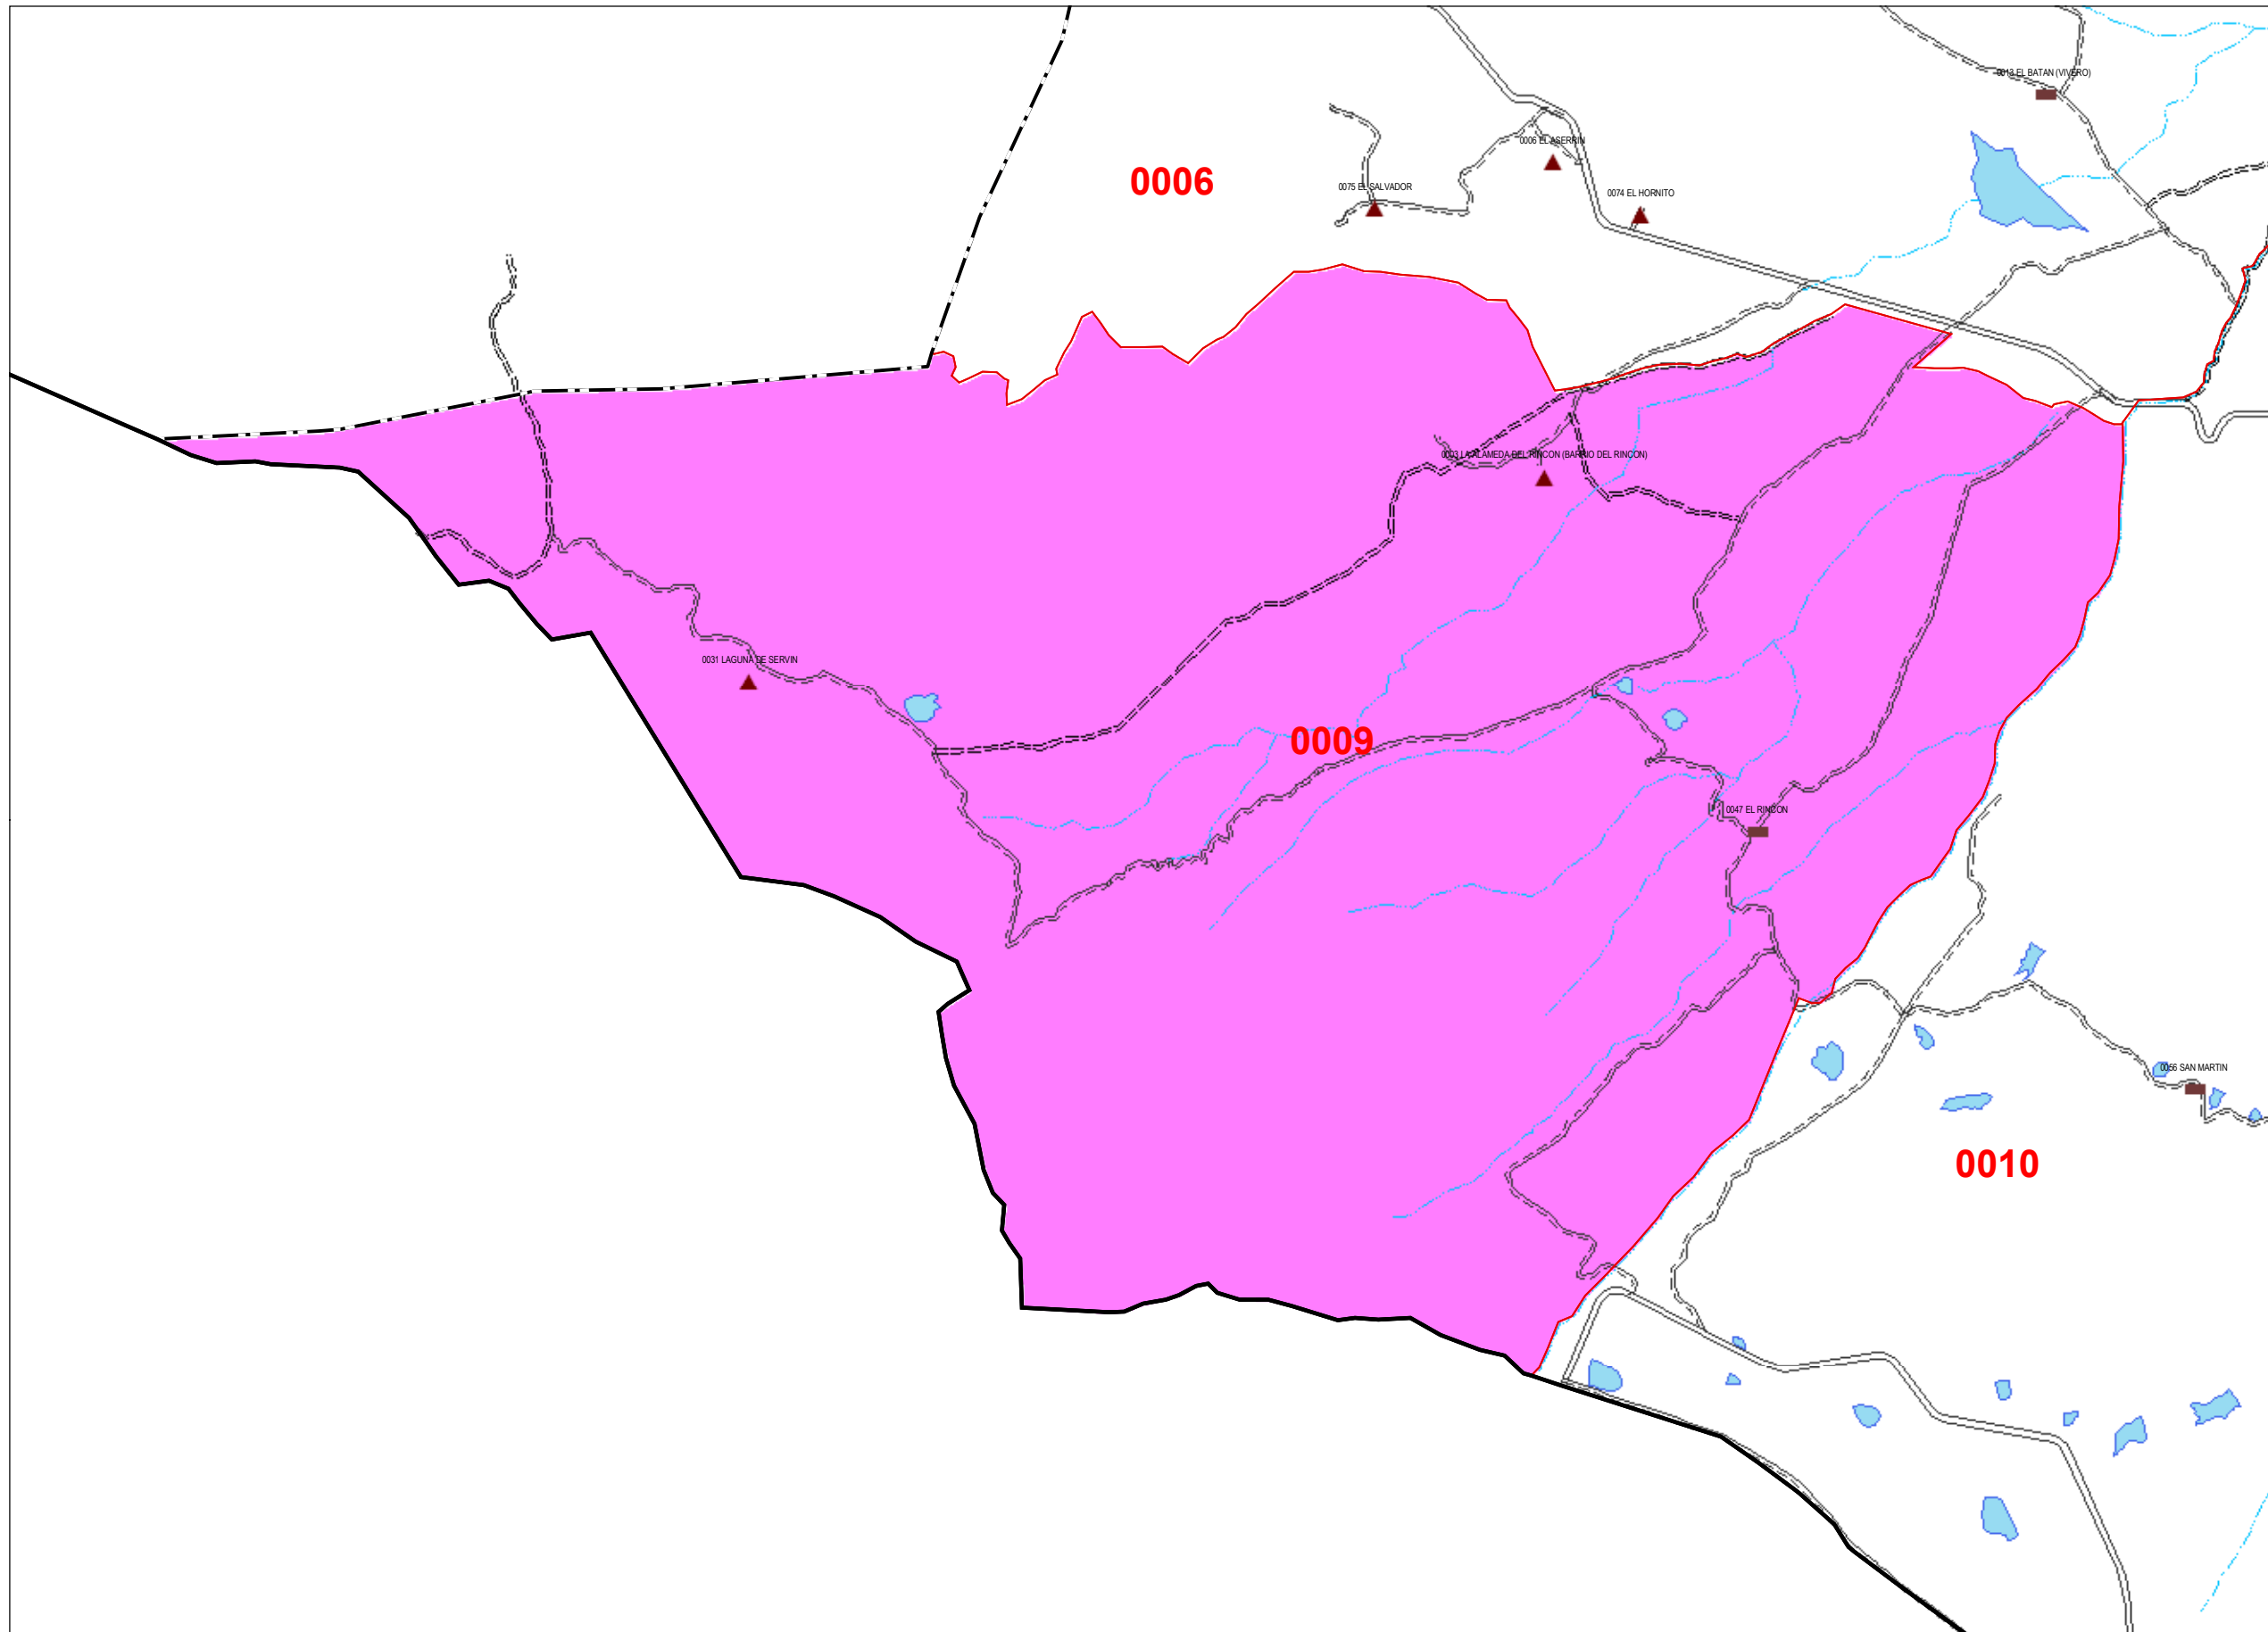 0013 EL BATAN (VIVERO)
0006 EL ASERRIN
0006
0075 EL SALVADOR
0074 EL HORNITO
0003 LA ALAMEDA DEL RINCON (BARRIO DEL RINCON)
0031 LAGUNA DE SERVIN
0009
0047 EL RINCON
0056 SAN MARTIN
0010